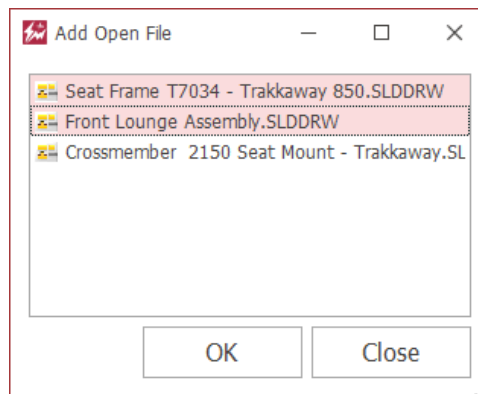 Add Open File
Seat Frame T7034 - Trakkaway 850.SLDDRW
Front Lounge Assembly.SLDDRW
Crossmember  2150 Seat Mount - Trakkaway.SL
OK Close